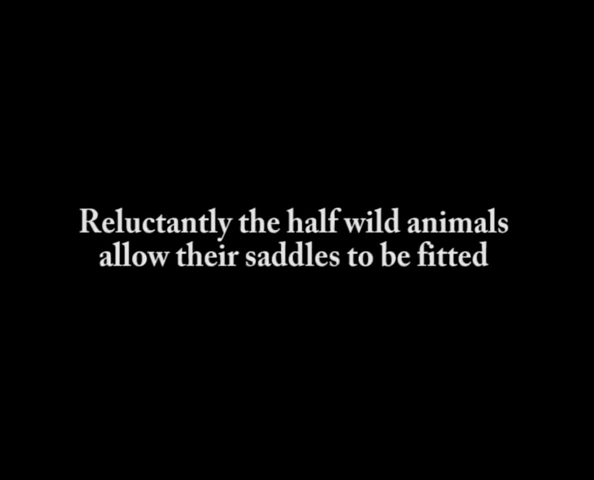 Reluctantly the half wild animals
allow their saddles to be fitted